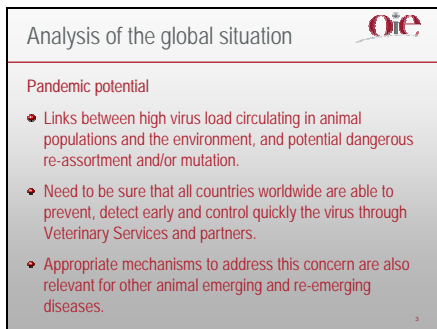 Analysis of the global situation
Oie
Pandemic potential
Links between high virus load circulating in animal
populations and the environment, and potential dangerous
re-assortment and/or mutation.
Need to be sure that all countries worldwide are able to
prevent, detect early and control quickly the virus through
Veterinary Services and partners.
Appropriate mechanisms to address this concern are also
relevant for other animal emerging and re-emerging
diseases.
3